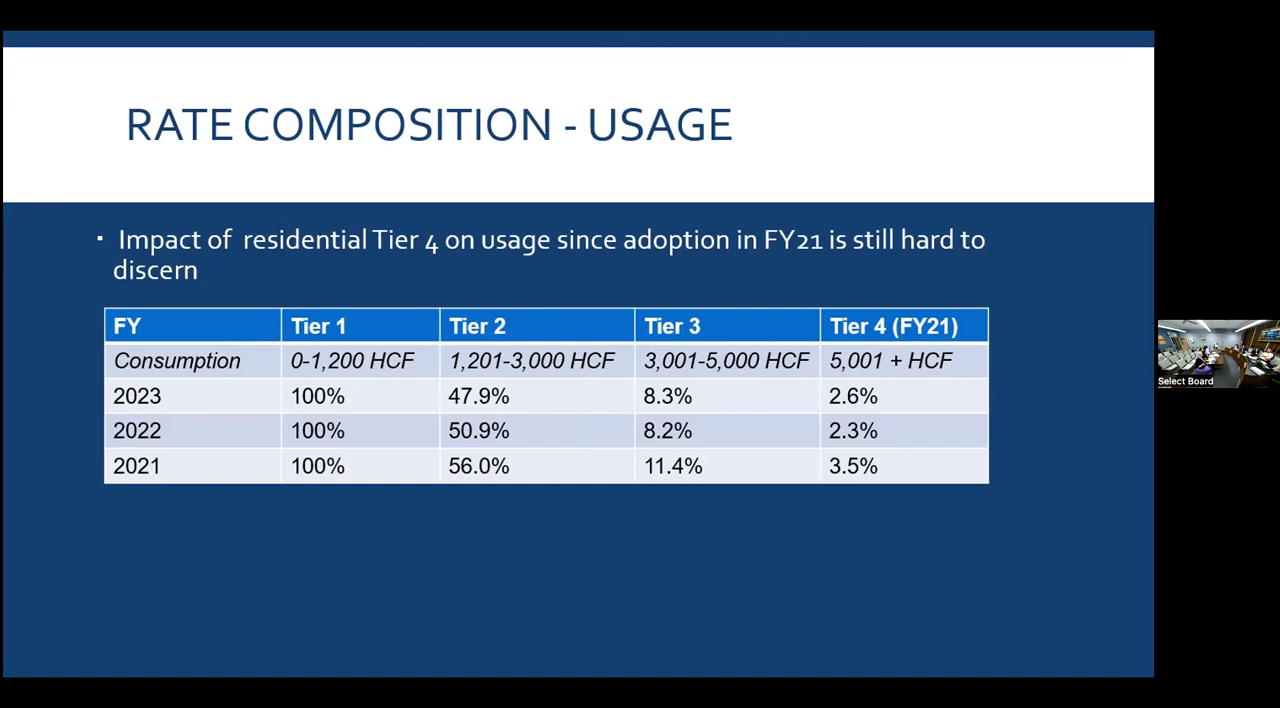 RATE COMPOSITION - USAGE
▪ Impact of residential Tier 4 on usage since adoption in FY21 is still hard to
discern
FY Tier 1 Tier 2 Tier 3 Tier 4 (FY21)
Consumption 0-1,200 HCF 1,201-3,000 HCF 3,001-5,000 HCF 5,001 + HCF
2023 100% 47.9% 8.3% 2.6%
2022 100% 50.9% 8.2% 2.3%
2021 100% 56.0% 11.4% 3.5%
Select Board